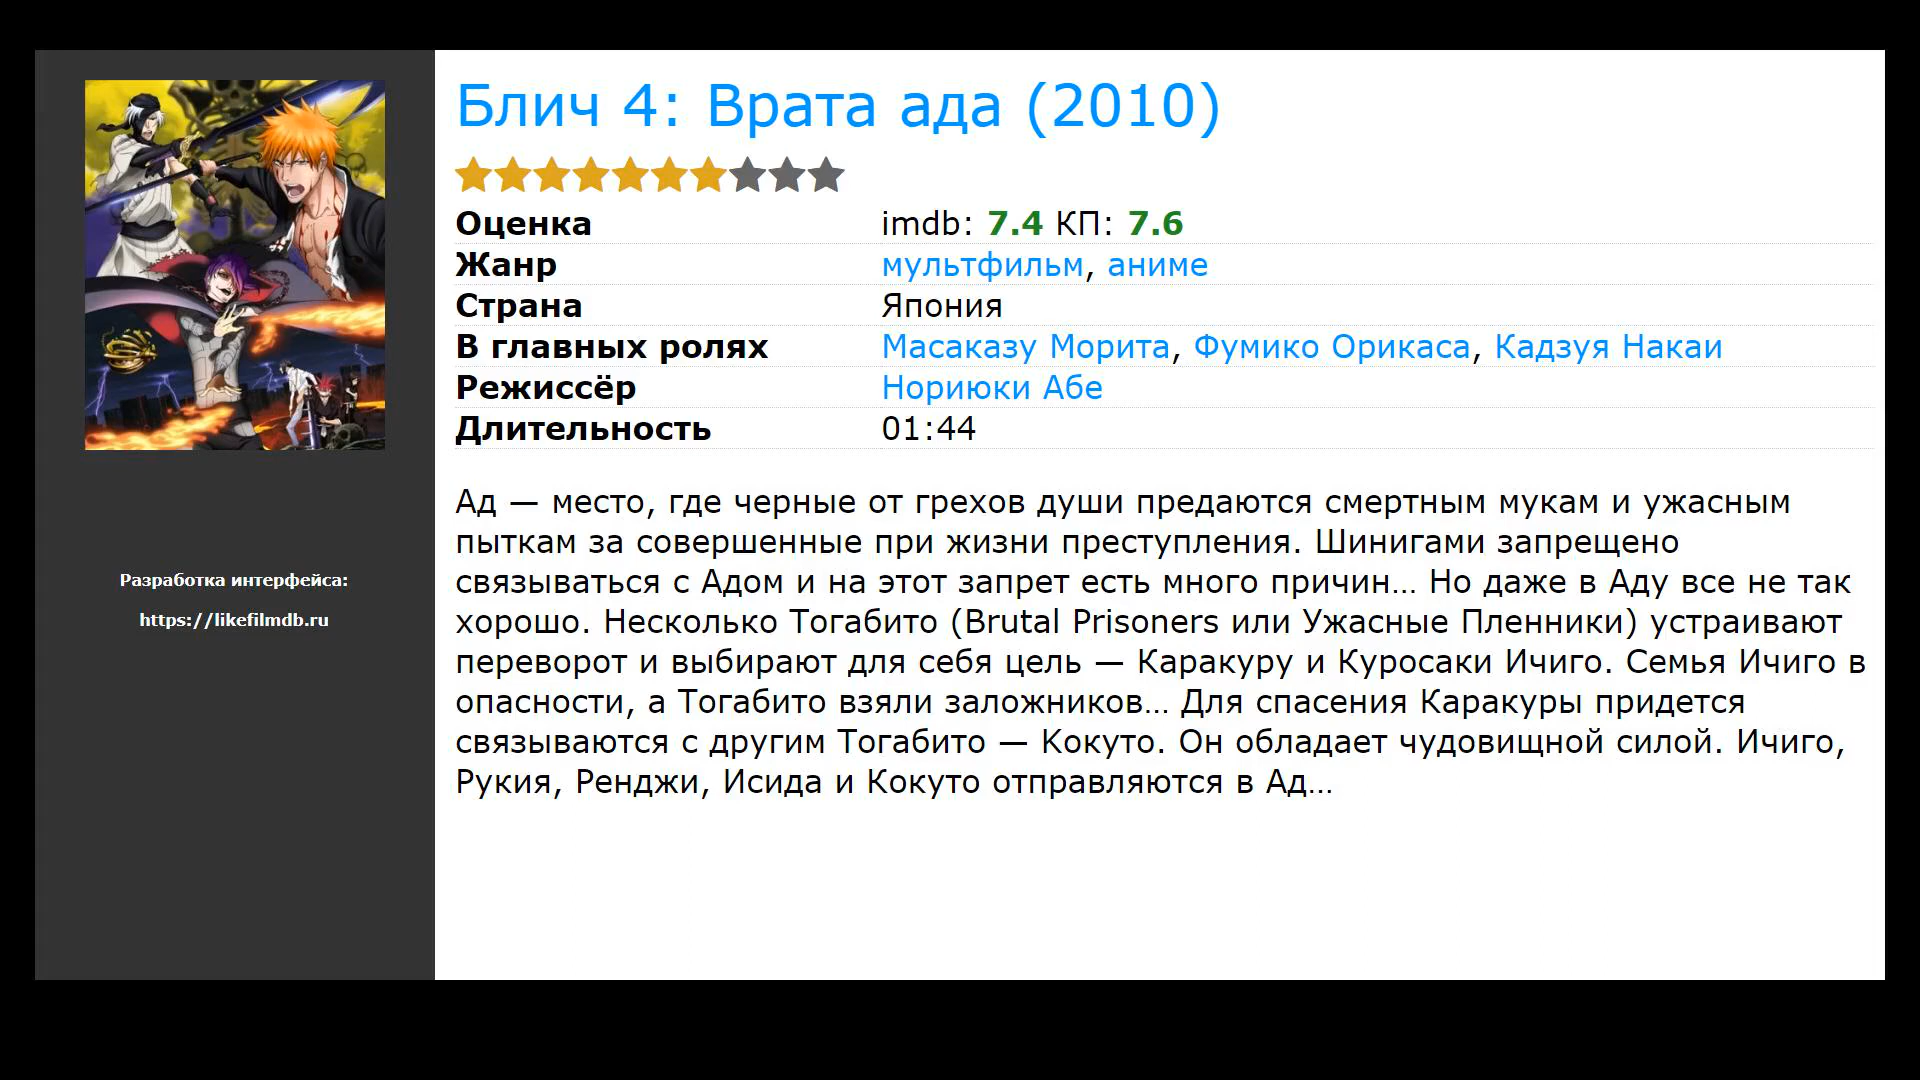 Блич 4: Врата ада (2010)
Оценка imdb: 7.4 КП: 7.6
Жанр мультфильм, аниме
Страна Япония
В главных ролях Масаказу Морита, Фумико Орикаса, Кадзуя Накаи
Режиссёр Нориюки Абе
Длительность 01:44
Ад — место, где черные от грехов души предаются смертным мукам и ужасным
пыткам за совершенные при жизни преступления. Шинигами запрещено
связываться с Адом и на этот запрет есть много причин… Но даже в Аду все не так
хорошо. Несколько Тогабито (Brutal Prisoners или Ужасные Пленники) устраивают
переворот и выбирают для себя цель — Каракуру и Куросаки Ичиго. Семья Ичиго в
опасности, а Тогабито взяли заложников… Для спасения Каракуры придется
связываются с другим Тогабито — Кокуто. Он обладает чудовищной силой. Ичиго,
Рукия, Ренджи, Исида и Кокуто отправляются в Ад…
Разработка интерфейса:
https://likefilmdb.ru